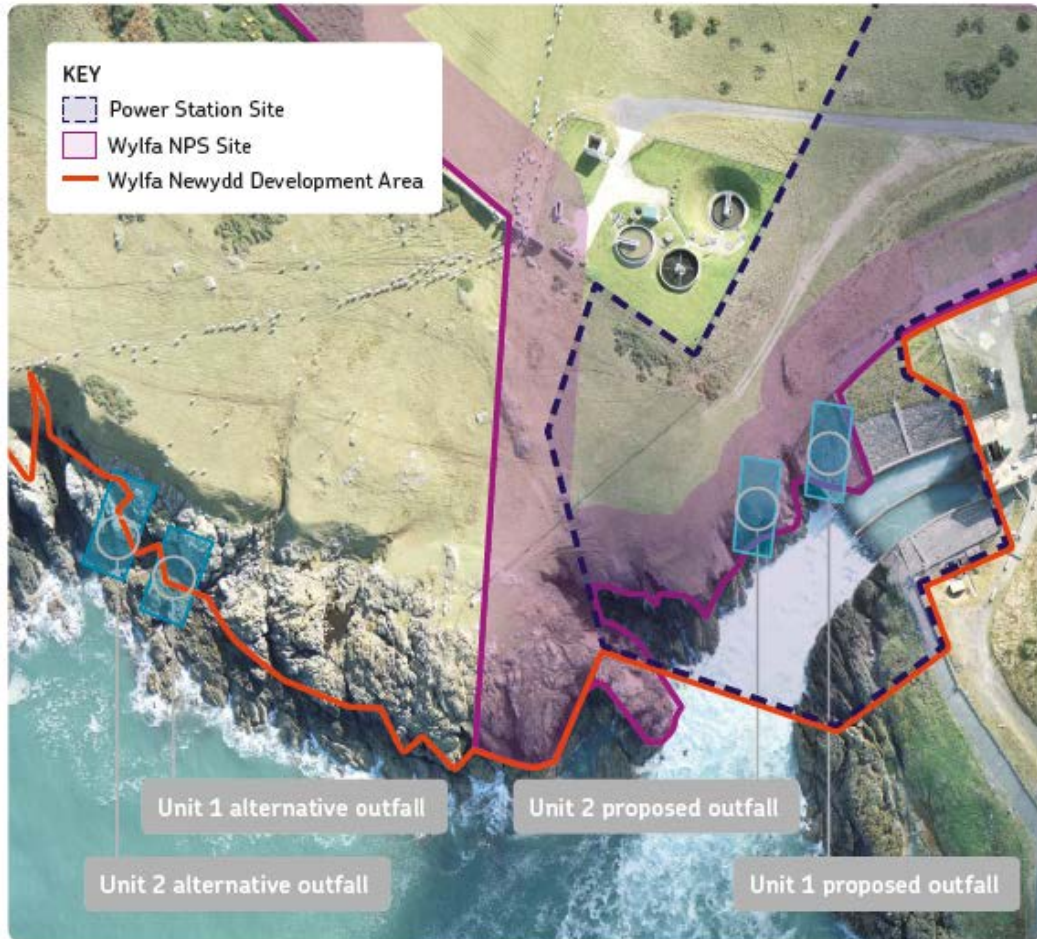 KEY
Power Station Site
Wylfa NPS Site
Wylfa Newydd Development Area
Unit 1 alternative outfall
Unit 2 proposed outfall
Unit 2 alternative outfall
Unit 1 proposed outfall